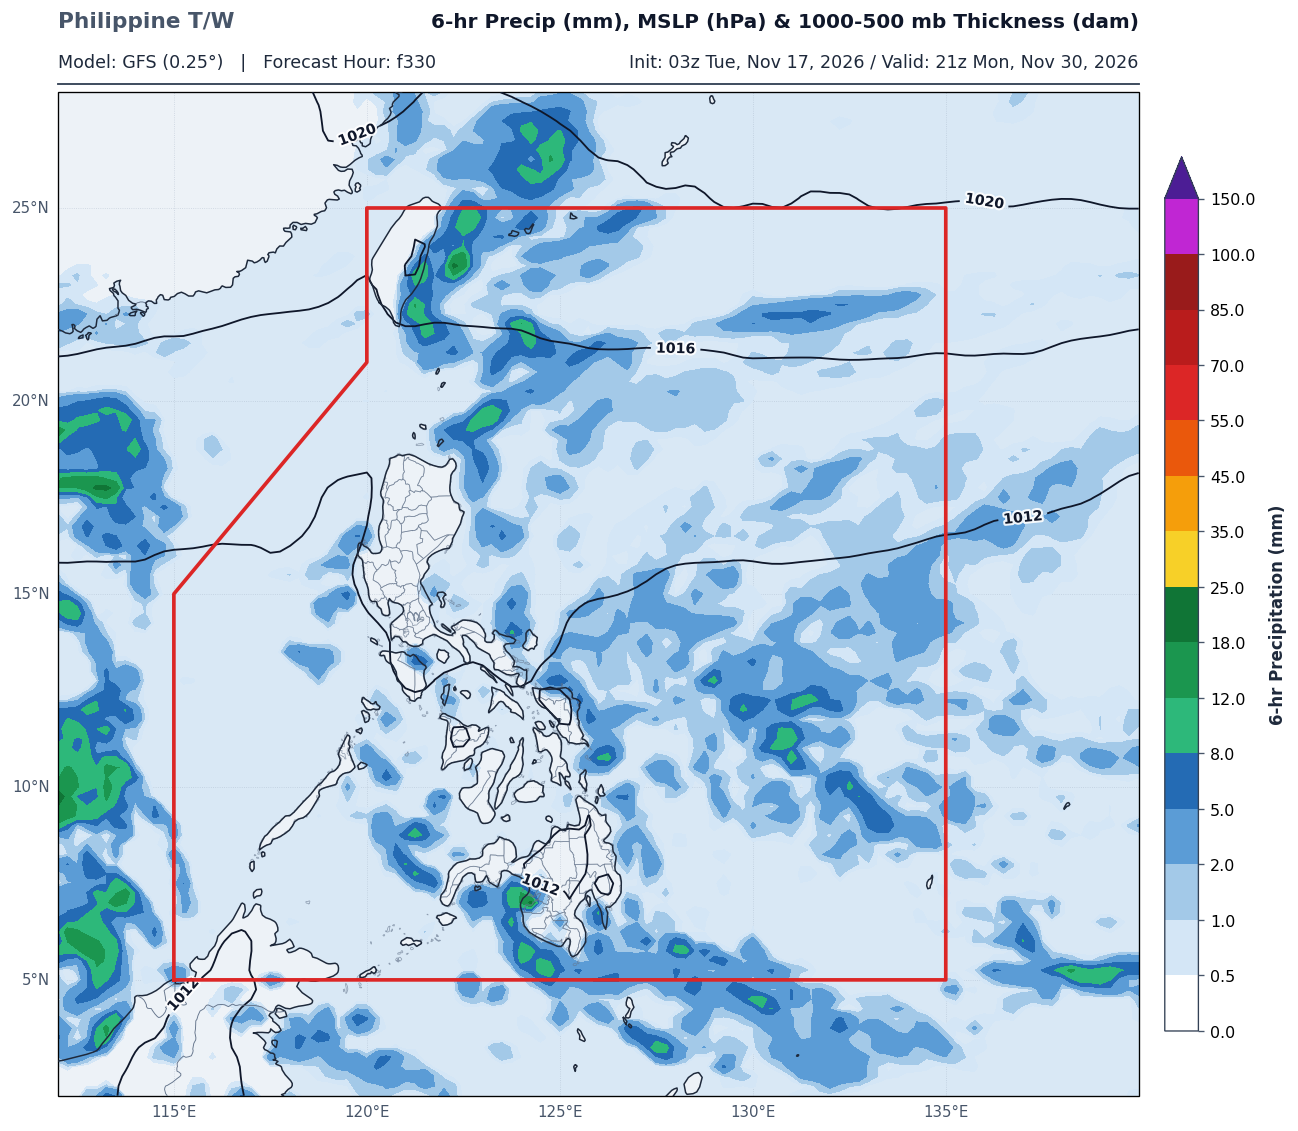 Philippine T/W
6-hr Precip (mm), MSLP (hPa) & 1000-500 mb Thickness (dam)
Model: GFS (0.25°) | Forecast Hour: f330
Init: 03z Tue, Nov 17, 2026 / Valid: 21z Mon, Nov 30, 2026
1020
1020
1016
1012
1012
1012
25°N
20°N
15°N
10°N
5°N
115°E
120°E
125°E
130°E
135°E
150.0
100.0
85.0
70.0
55.0
45.0
35.0
25.0
18.0
12.0
8.0
5.0
2.0
1.0
0.5
0.0
6-hr Precipitation (mm)